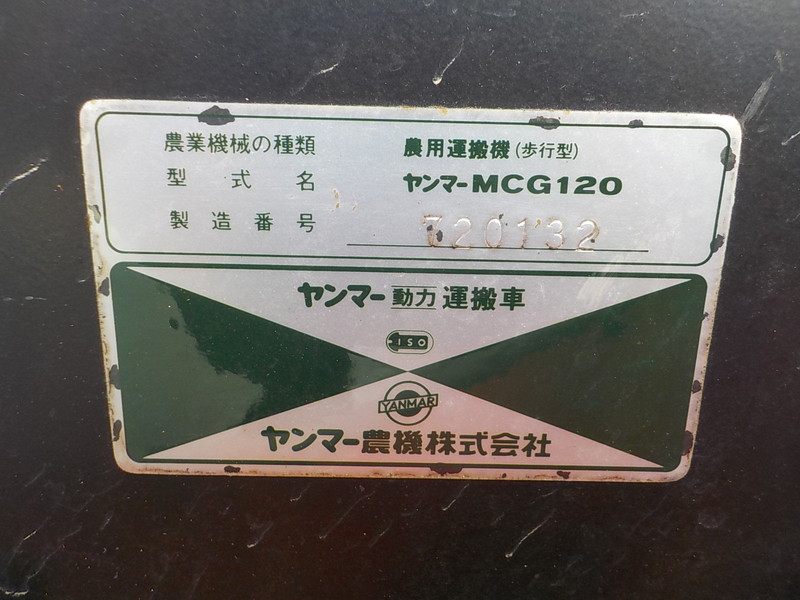 農業機械の種類 農用運搬機(歩行型)
型式名 ヤンマーMCG120
製造番号 720132
ヤンマー動力運搬車
ISO
YANMAR
ヤンマー農機株式会社